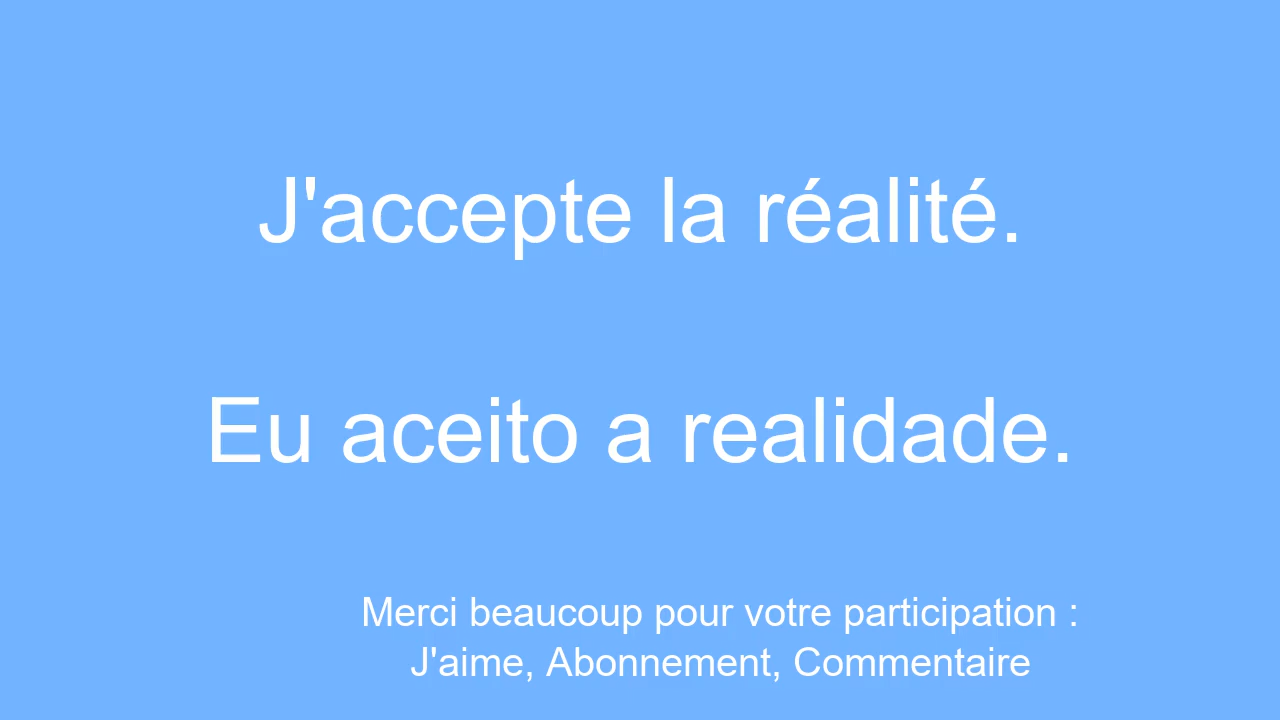 J'accepte la réalité.
Eu aceito a realidade.
Merci beaucoup pour votre participation :
J'aime, Abonnement, Commentaire